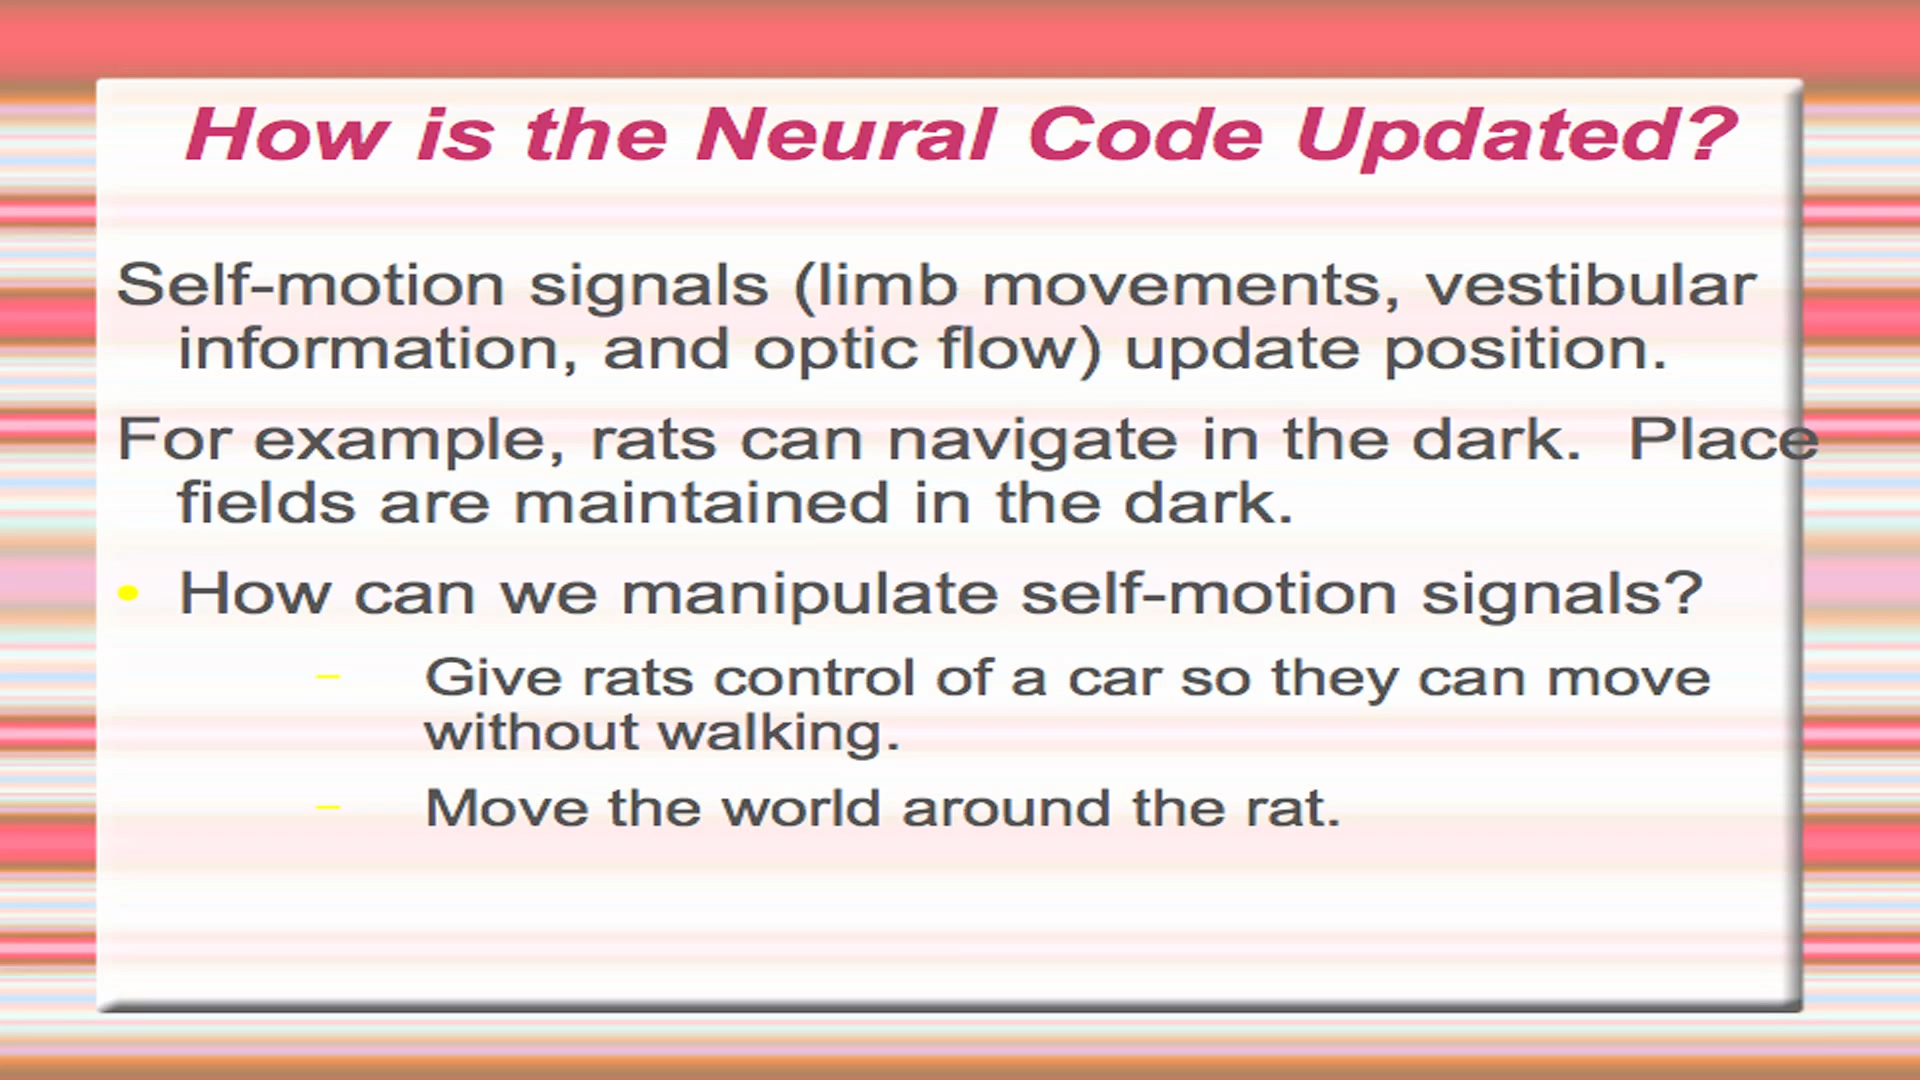 How is the Neural Code Updated?
Self-motion signals (limb movements, vestibular
information, and optic flow) update position.
For example, rats can navigate in the dark.  Place
fields are maintained in the dark.
• How can we manipulate self-motion signals?
– Give rats control of a car so they can move
without walking.
– Move the world around the rat.